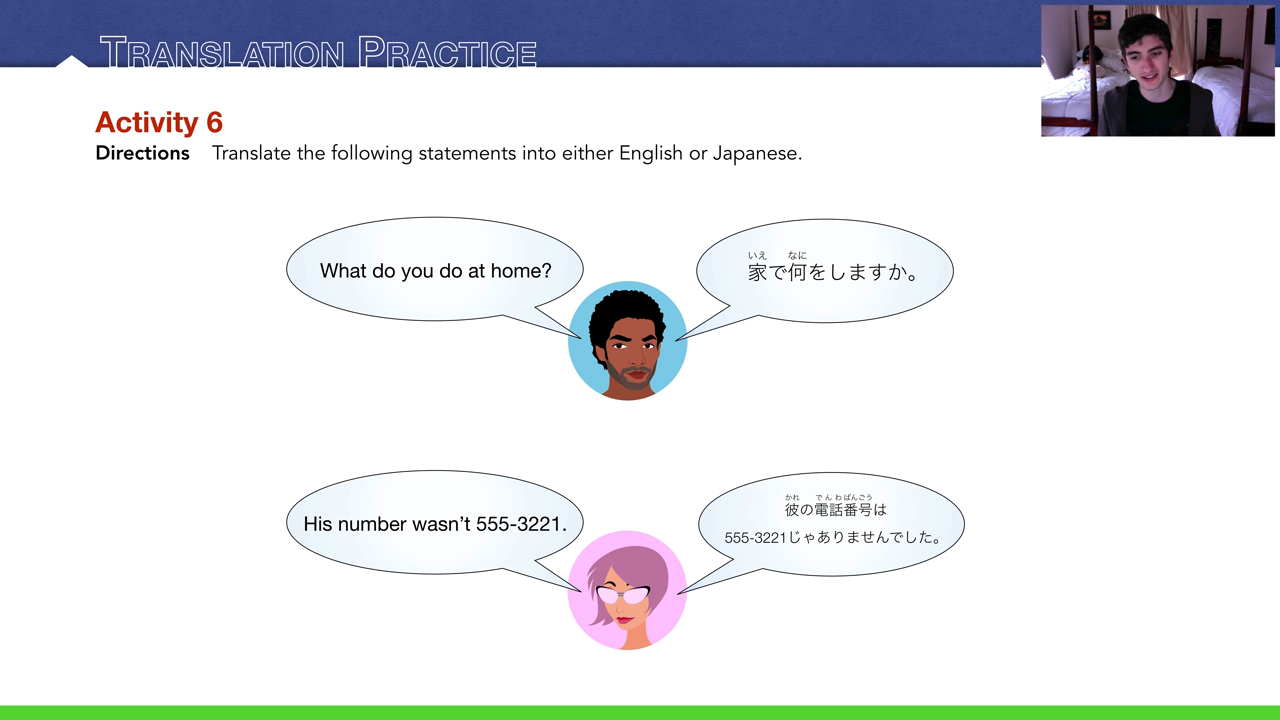 TRANSLATION PRACTICE
Activity 6
Directions Translate the following statements into either English or Japanese.
What do you do at home?
いえ なに
家で何をしますか。
His number wasn't 555-3221.
かれ でんわばんごう
彼の電話番号は
555-3221じゃありませんでした。